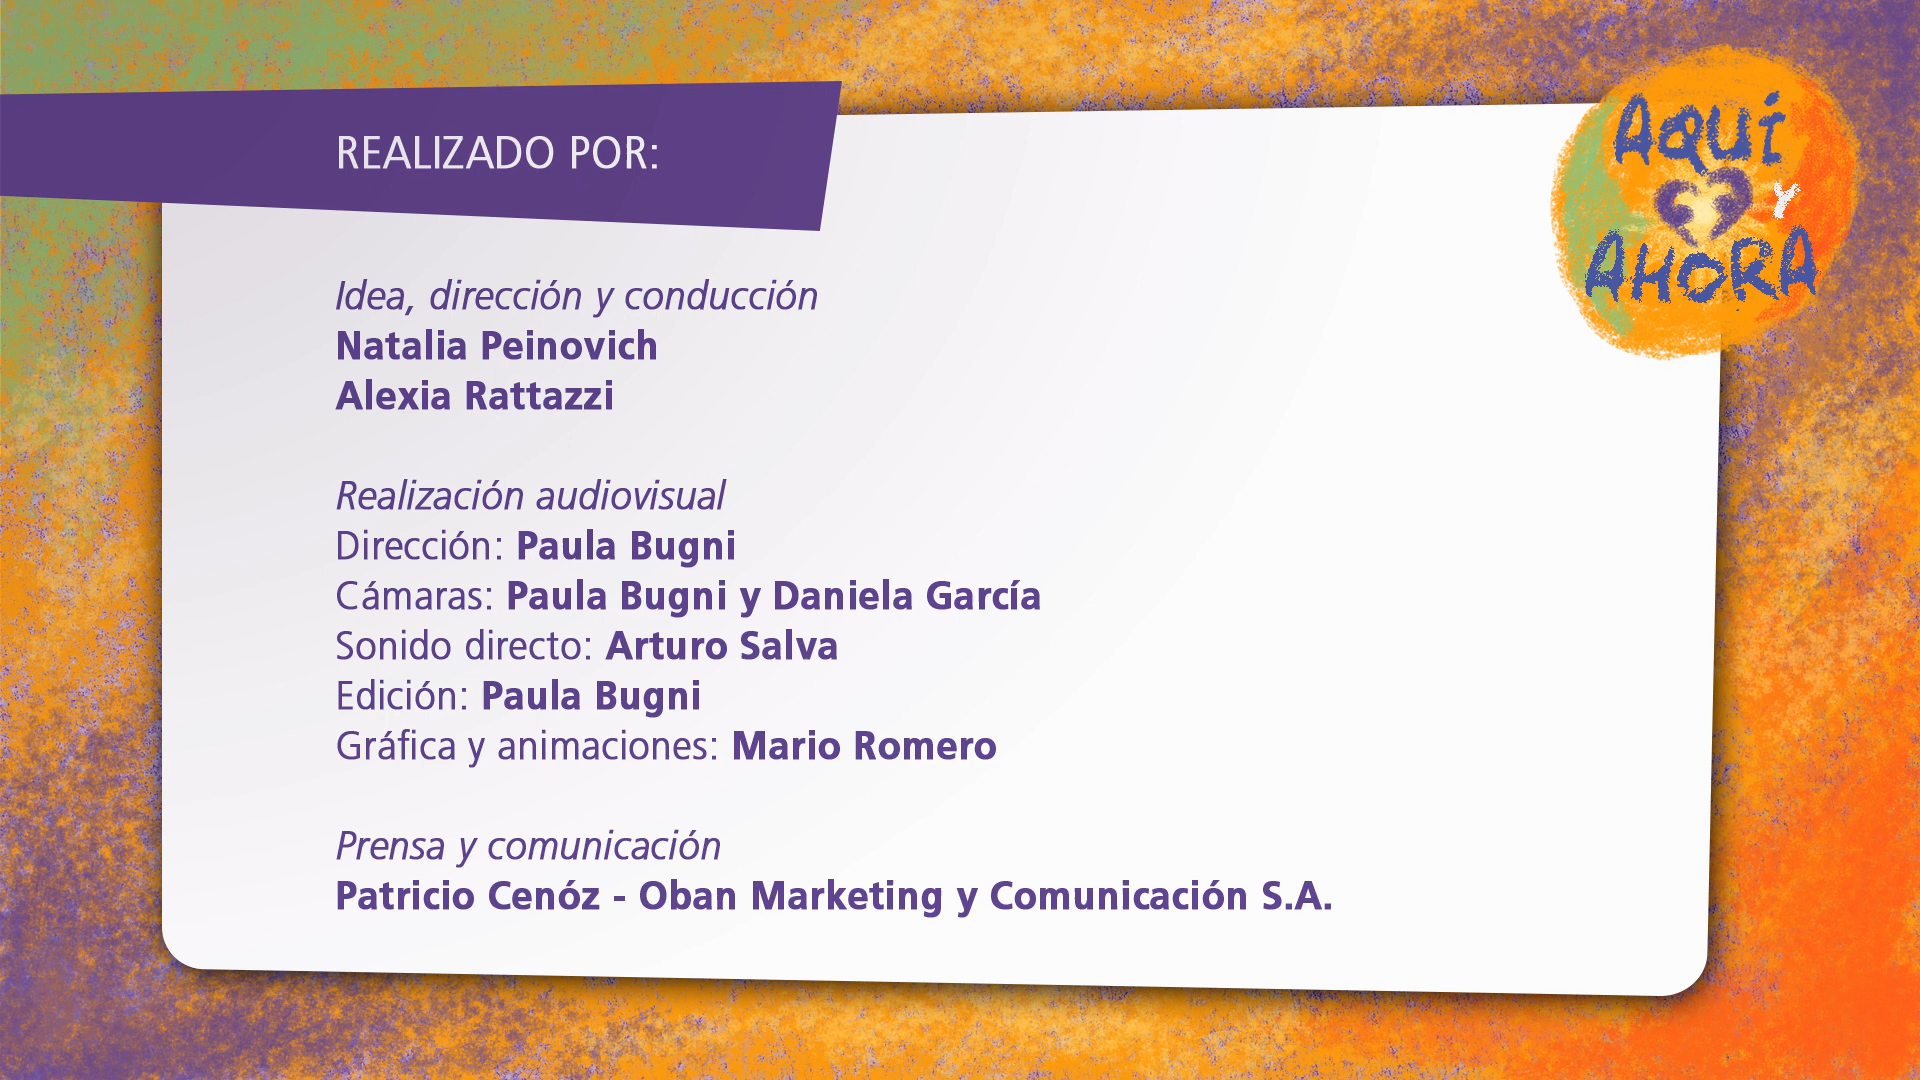 REALIZADO POR:
Aquí
y
AHORA
Idea, dirección y conducción
Natalia Peinovich
Alexia Rattazzi
Realización audiovisual
Dirección: Paula Bugni
Cámaras: Paula Bugni y Daniela García
Sonido directo: Arturo Salva
Edición: Paula Bugni
Gráfica y animaciones: Mario Romero
Prensa y comunicación
Patricio Cenóz - Oban Marketing y Comunicación S.A.